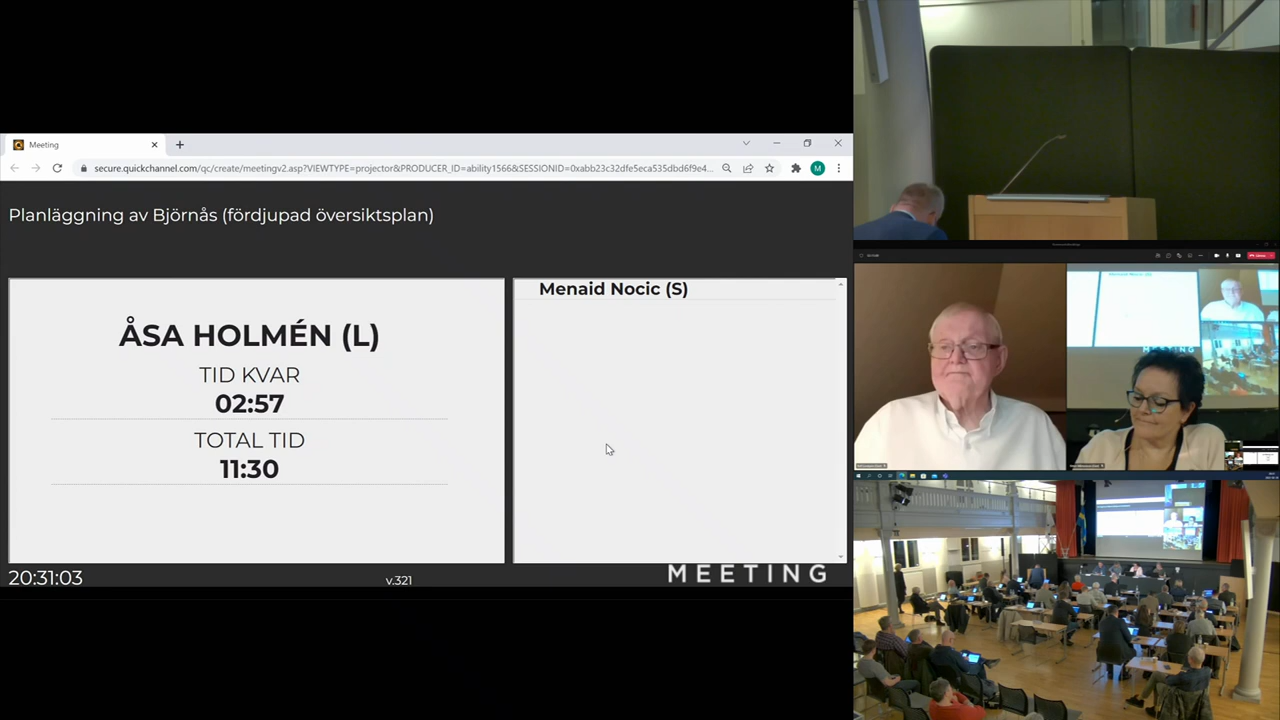 Meeting
secure.quickchannel.com/qc/create/meetingv2.asp?VIEWTYPE=projector&PRODUCER_ID=ability1566&SESSIONID=0xabb23c32dfe5eca535dbd6f9e4...
M
Planläggning av Björnås (fördjupad översiktsplan)
ÅSA HOLMÉN (L)
TID KVAR
02:57
TOTAL TID
11:30
Menaid Nocic (S)
20:31:03
v.321
MEETING
MEETING